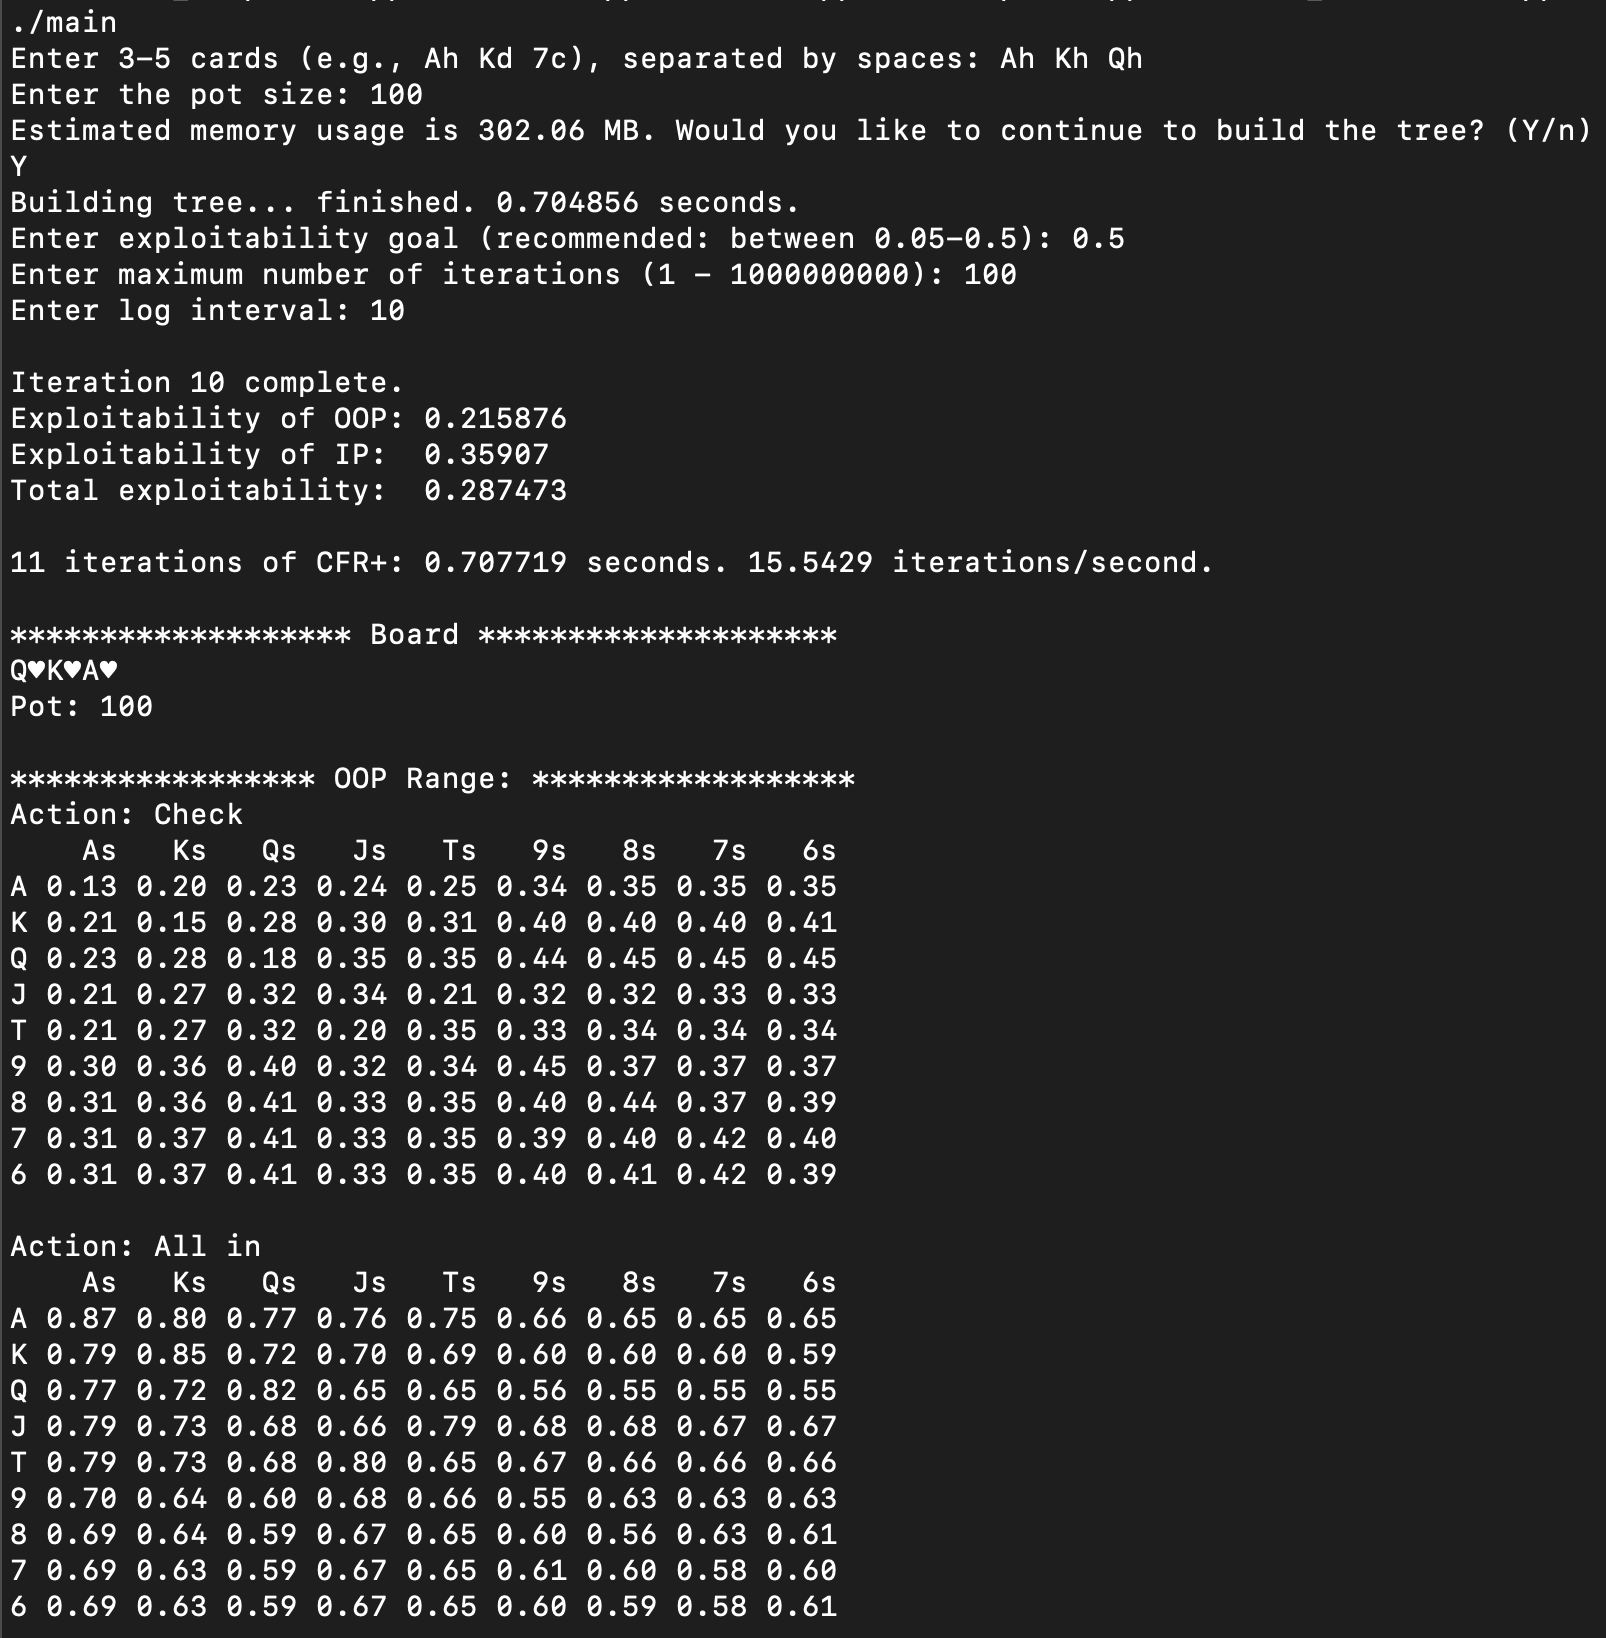 ./main
Enter 3–5 cards (e.g., Ah Kd 7c), separated by spaces: Ah Kh Qh
Enter the pot size: 100
Estimated memory usage is 302.06 MB. Would you like to continue to build the tree? (Y/n)
Y
Building tree... finished. 0.704856 seconds.
Enter exploitability goal (recommended: between 0.05–0.5): 0.5
Enter maximum number of iterations (1 – 1000000000): 100
Enter log interval: 10

Iteration 10 complete.
Exploitability of OOP: 0.215876
Exploitability of IP:  0.35907
Total exploitability:  0.287473

11 iterations of CFR+: 0.707719 seconds. 15.5429 iterations/second.

******************* Board ********************
Q♥K♥A♥
Pot: 100

***************** OOP Range: ******************
Action: Check
    As   Ks   Qs   Js   Ts   9s   8s   7s   6s
A 0.13 0.20 0.23 0.24 0.25 0.34 0.35 0.35 0.35
K 0.21 0.15 0.28 0.30 0.31 0.40 0.40 0.40 0.41
Q 0.23 0.28 0.18 0.35 0.35 0.44 0.45 0.45 0.45
J 0.21 0.27 0.32 0.34 0.21 0.32 0.32 0.33 0.33
T 0.21 0.27 0.32 0.20 0.35 0.33 0.34 0.34 0.34
9 0.30 0.36 0.40 0.32 0.34 0.45 0.37 0.37 0.37
8 0.31 0.36 0.41 0.33 0.35 0.40 0.44 0.37 0.39
7 0.31 0.37 0.41 0.33 0.35 0.39 0.40 0.42 0.40
6 0.31 0.37 0.41 0.33 0.35 0.40 0.41 0.42 0.39

Action: All in
    As   Ks   Qs   Js   Ts   9s   8s   7s   6s
A 0.87 0.80 0.77 0.76 0.75 0.66 0.65 0.65 0.65
K 0.79 0.85 0.72 0.70 0.69 0.60 0.60 0.60 0.59
Q 0.77 0.72 0.82 0.65 0.65 0.56 0.55 0.55 0.55
J 0.79 0.73 0.68 0.66 0.79 0.68 0.68 0.67 0.67
T 0.79 0.73 0.68 0.80 0.65 0.67 0.66 0.66 0.66
9 0.70 0.64 0.60 0.68 0.66 0.55 0.63 0.63 0.63
8 0.69 0.64 0.59 0.67 0.65 0.60 0.56 0.63 0.61
7 0.69 0.63 0.59 0.67 0.65 0.61 0.60 0.58 0.60
6 0.69 0.63 0.59 0.67 0.65 0.60 0.59 0.58 0.61